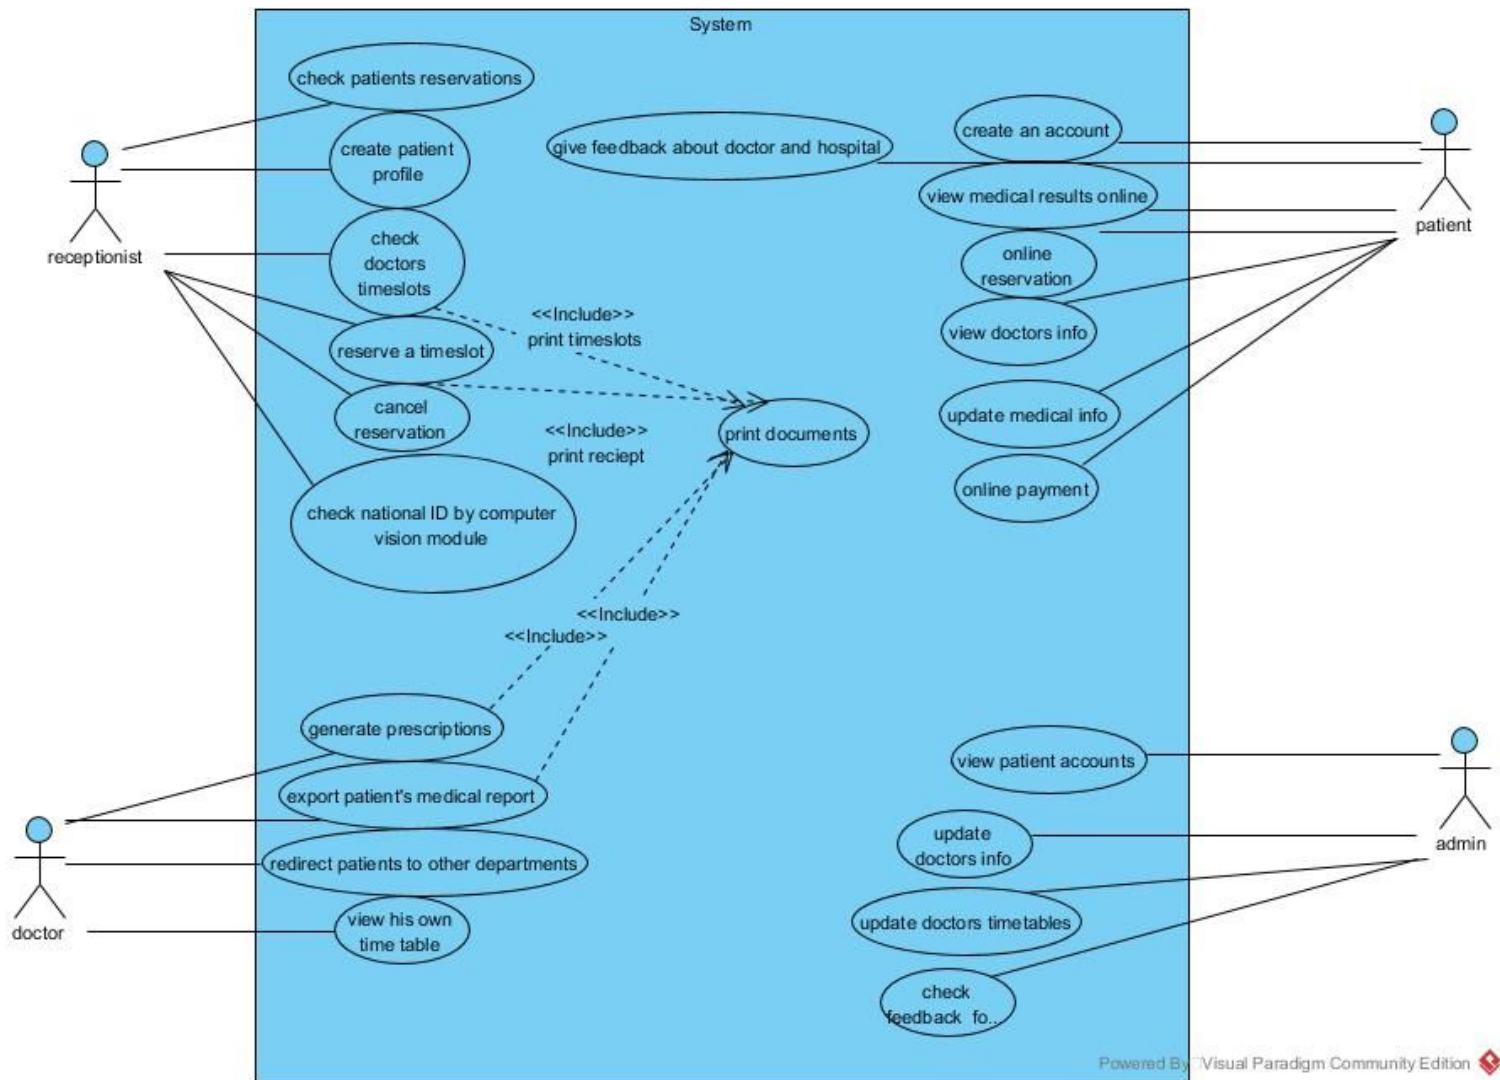 System
check patients reservations
create patient
profile
check
doctors
timeslots
reserve a timeslot
cancel
reservation
check national ID by computer
vision module
receptionist
<<Include>>
print timeslots
<<Include>>
print reciept
print documents
give feedback about doctor and hospital
create an account
view medical results online
online
reservation
view doctors info
update medical info
online payment
patient
<<Include>>
<<Include>>
generate prescriptions
export patient's medical report
redirect patients to other departments
view his own
time table
doctor
view patient accounts
update
doctors info
update doctors timetables
check
feedback fo..
admin
Powered By Visual Paradigm Community Edition